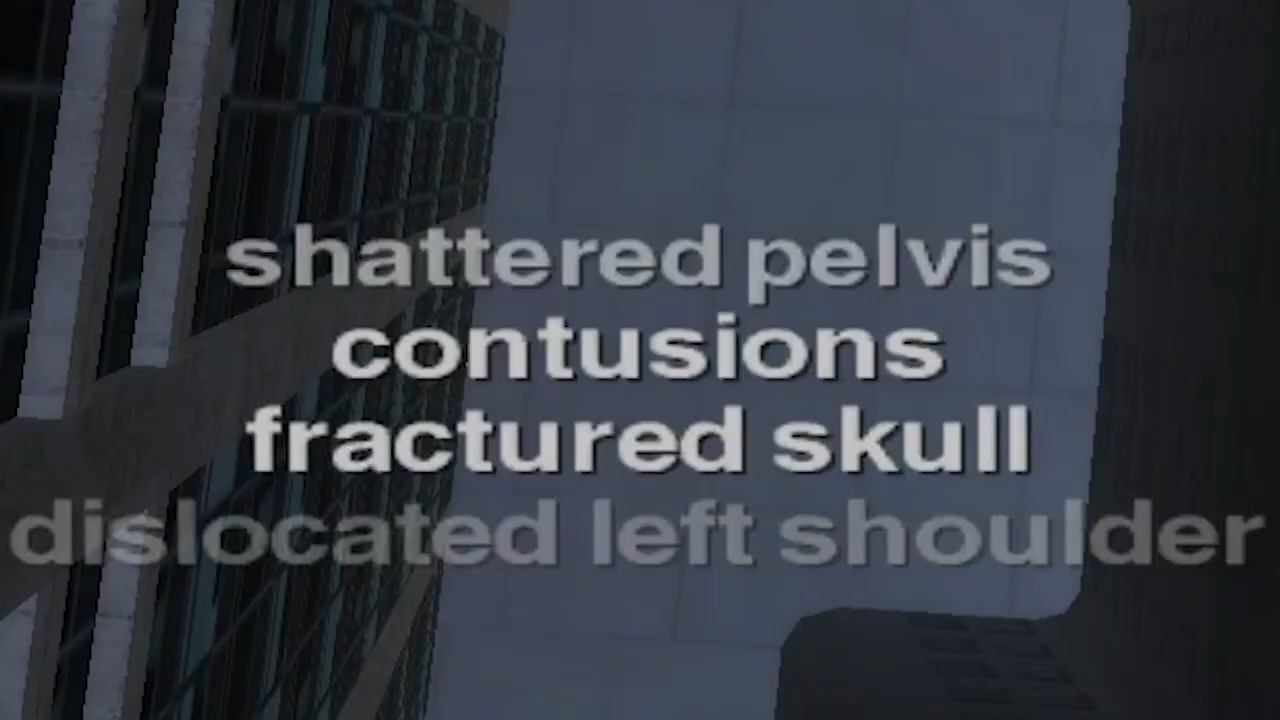 shattered pelvis
contusions
fractured skull
dislocated left shoulder